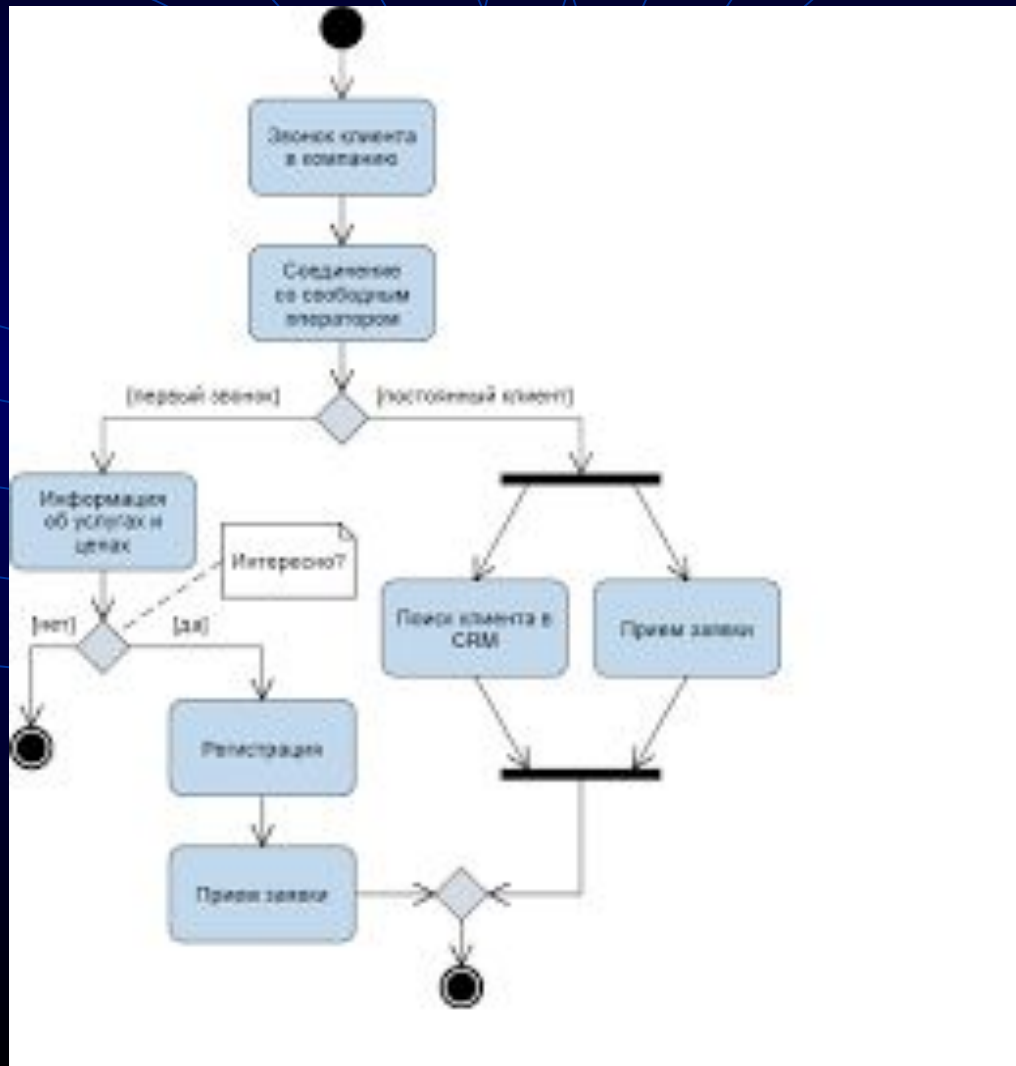 Звонок клиента
в компанию
Соединение
со свободным
оператором
[первый звонок]
[постоянный клиент]
Информация
об услугах и
ценах
Интересно?
[нет]
[да]
Поиск клиента в
CRM
Прием заявки
Регистрация
Прием заявки